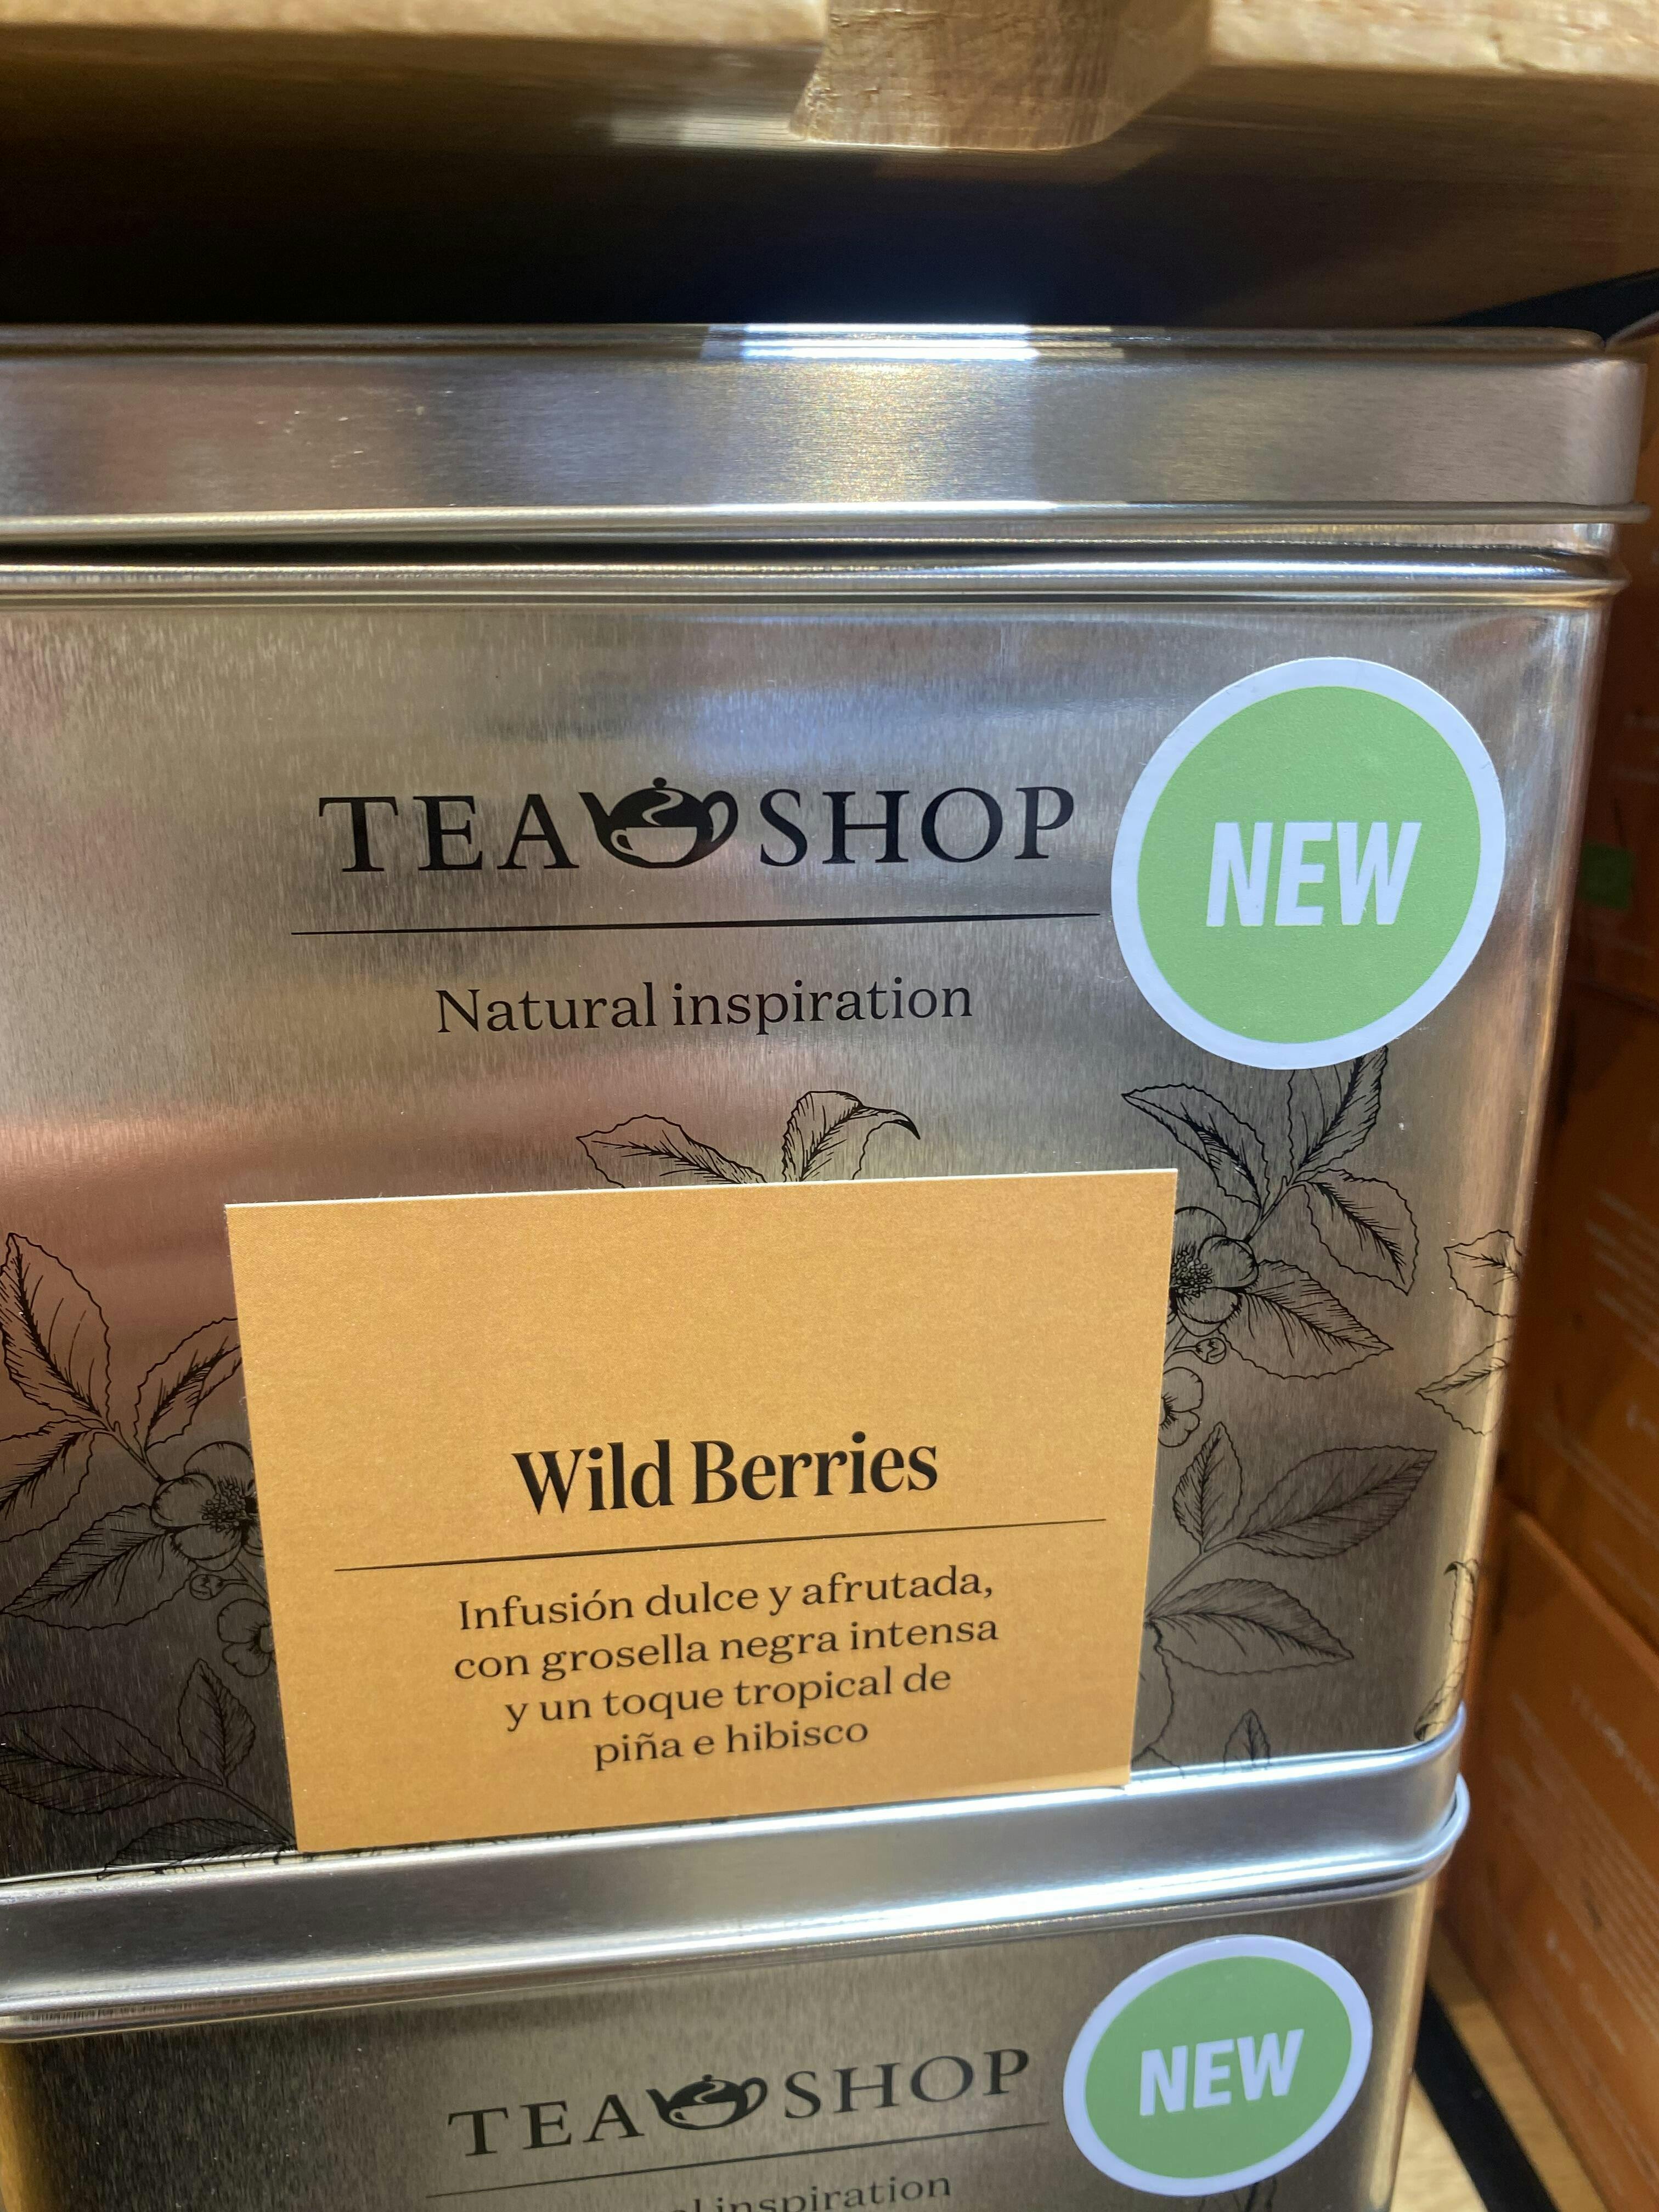 TEA SHOP
NEW
Natural inspiration
Wild Berries
Infusión dulce y afrutada,
con grosella negra intensa
y un toque tropical de
piña e hibisco
TEA SHOP
NEW
inspiration